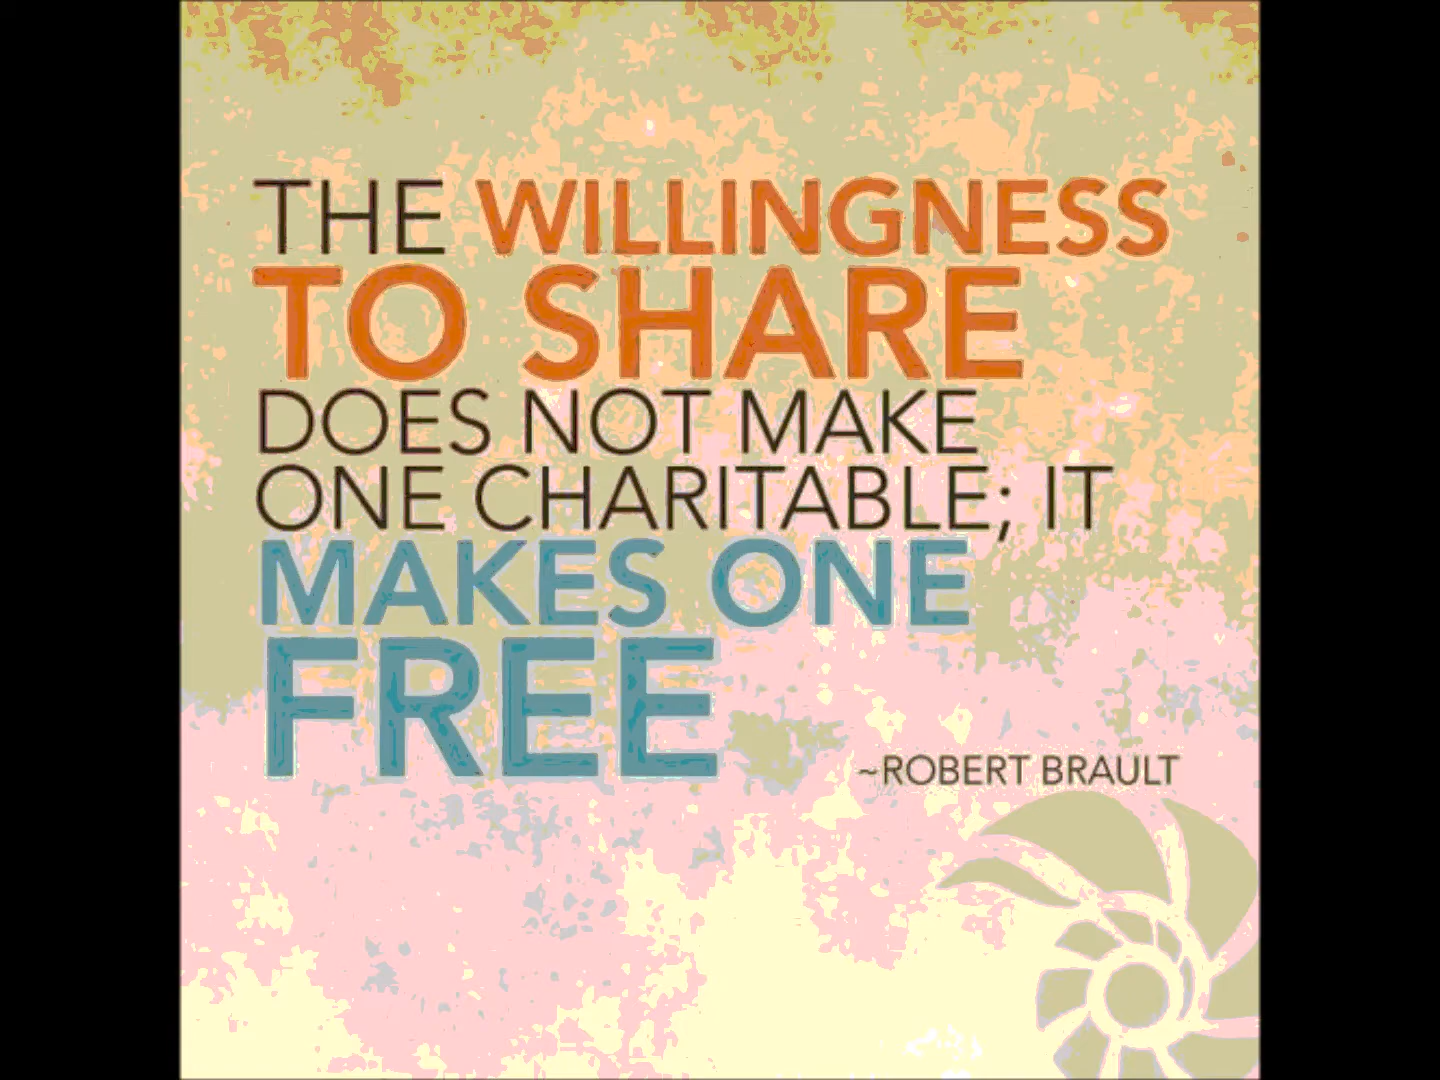 THE WILLINGNESS
TO SHARE
DOES NOT MAKE
ONE CHARITABLE; IT
MAKES ONE
FREE
~ROBERT BRAULT